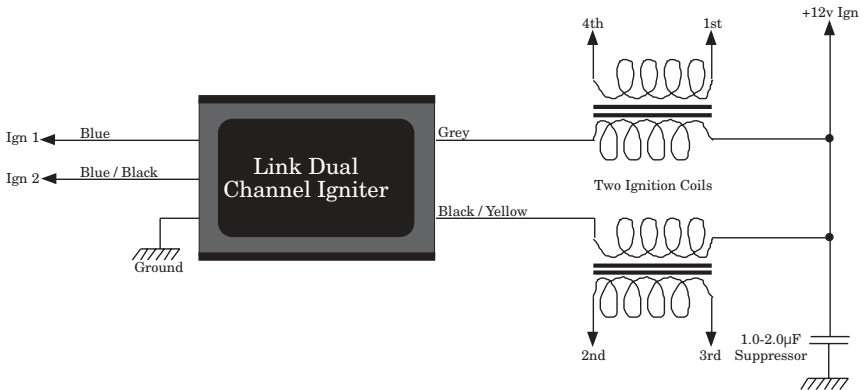 4th
1st
+12v Ign
Ign 1
Blue
Grey
Link Dual
Channel Igniter
Ign 2
Blue / Black
Two Ignition Coils
Black / Yellow
Ground
1.0-2.0µF
Suppressor
2nd
3rd